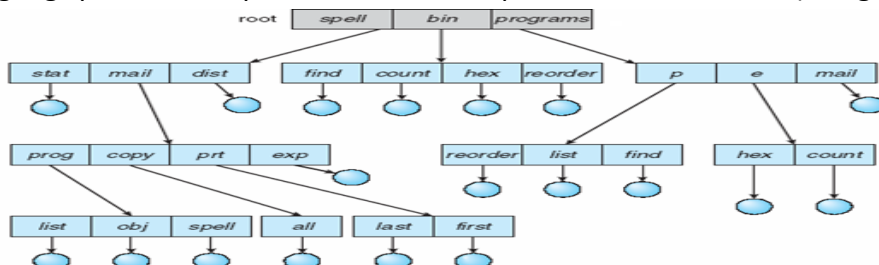 root spell bin programs
stat mail dist find count hex reorder p e mail
prog copy prt exp reorder list find hex count
list obj spell all last first